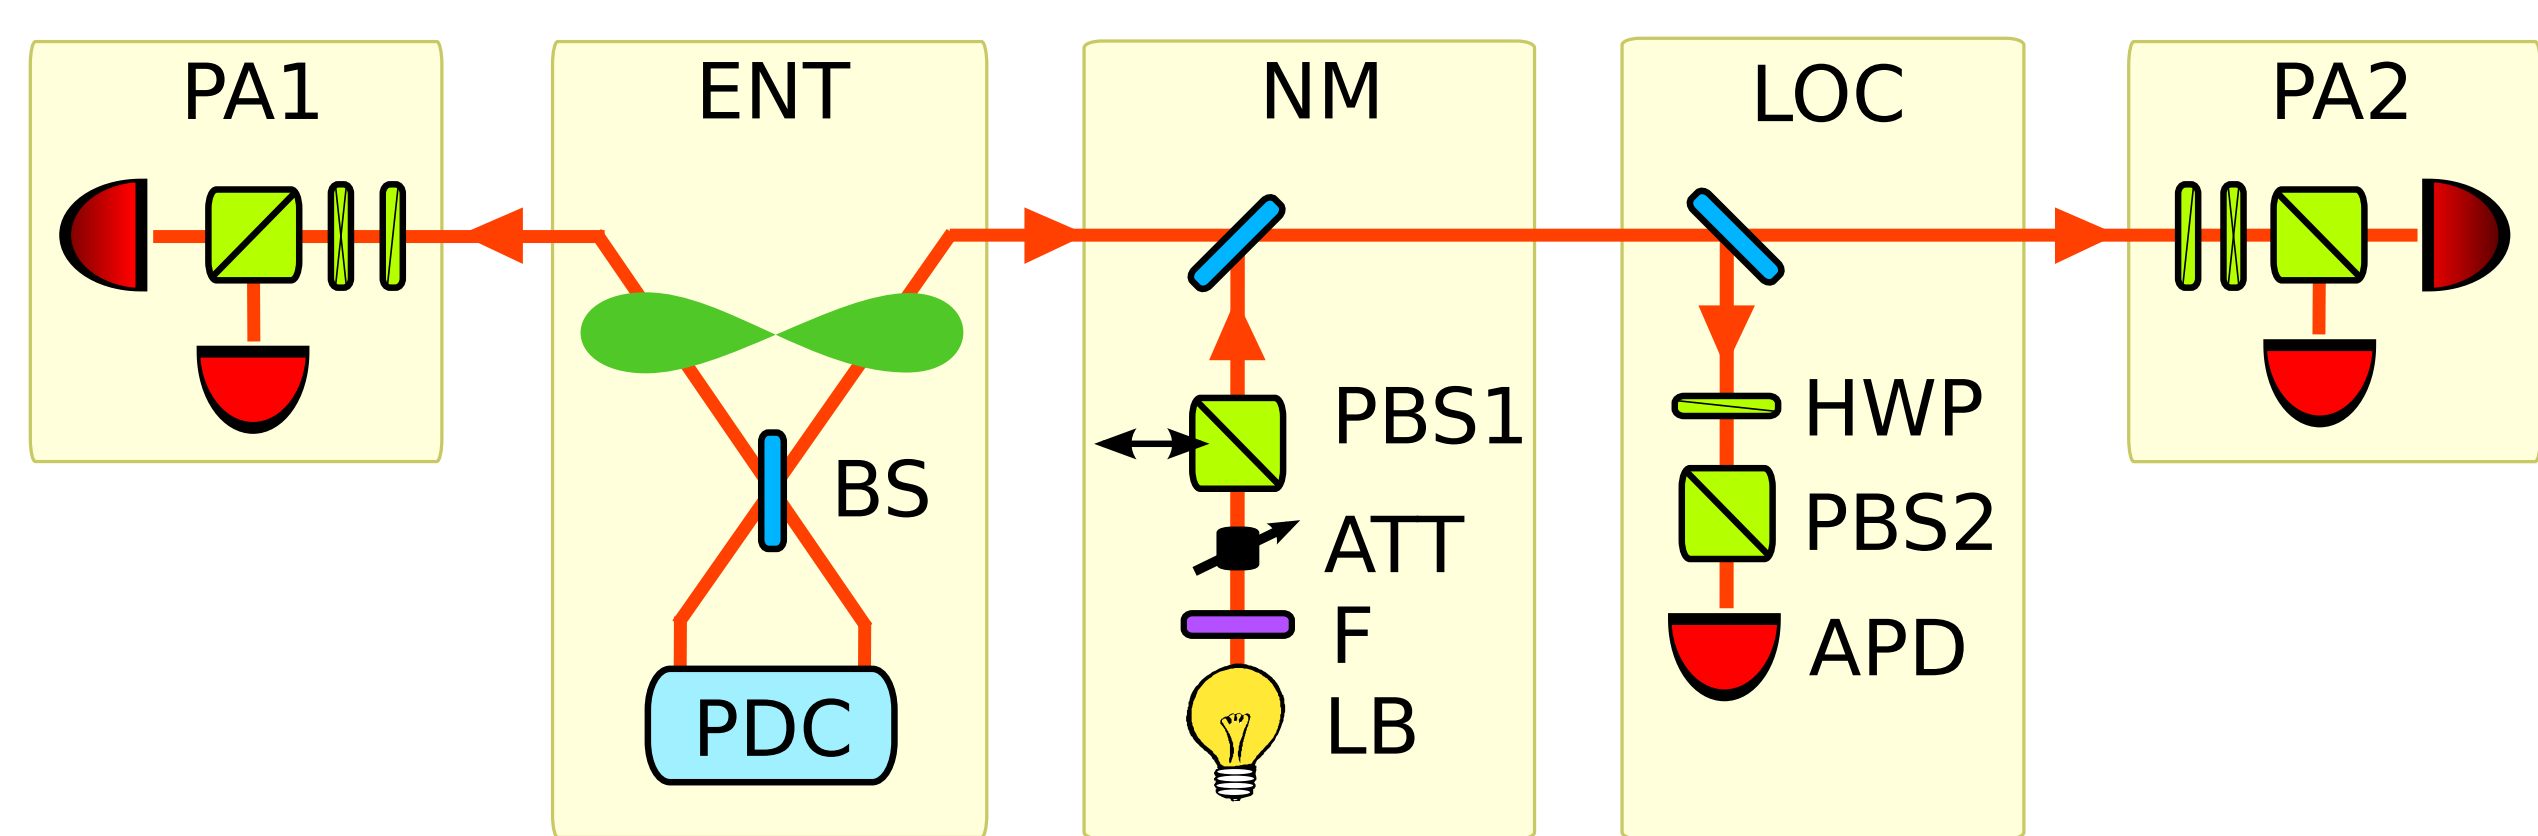 PA1
ENT
NM
LOC
PA2
BS
PDC
PBS1
ATT
F
LB
HWP
PBS2
APD